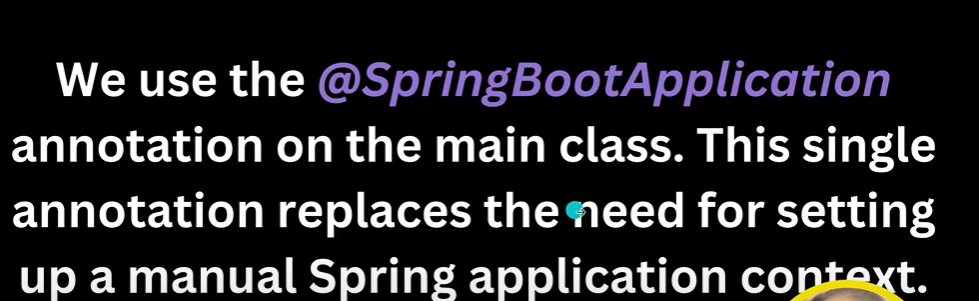 We use the @SpringBootApplication
annotation on the main class. This single
annotation replaces the need for setting
up a manual Spring application context.